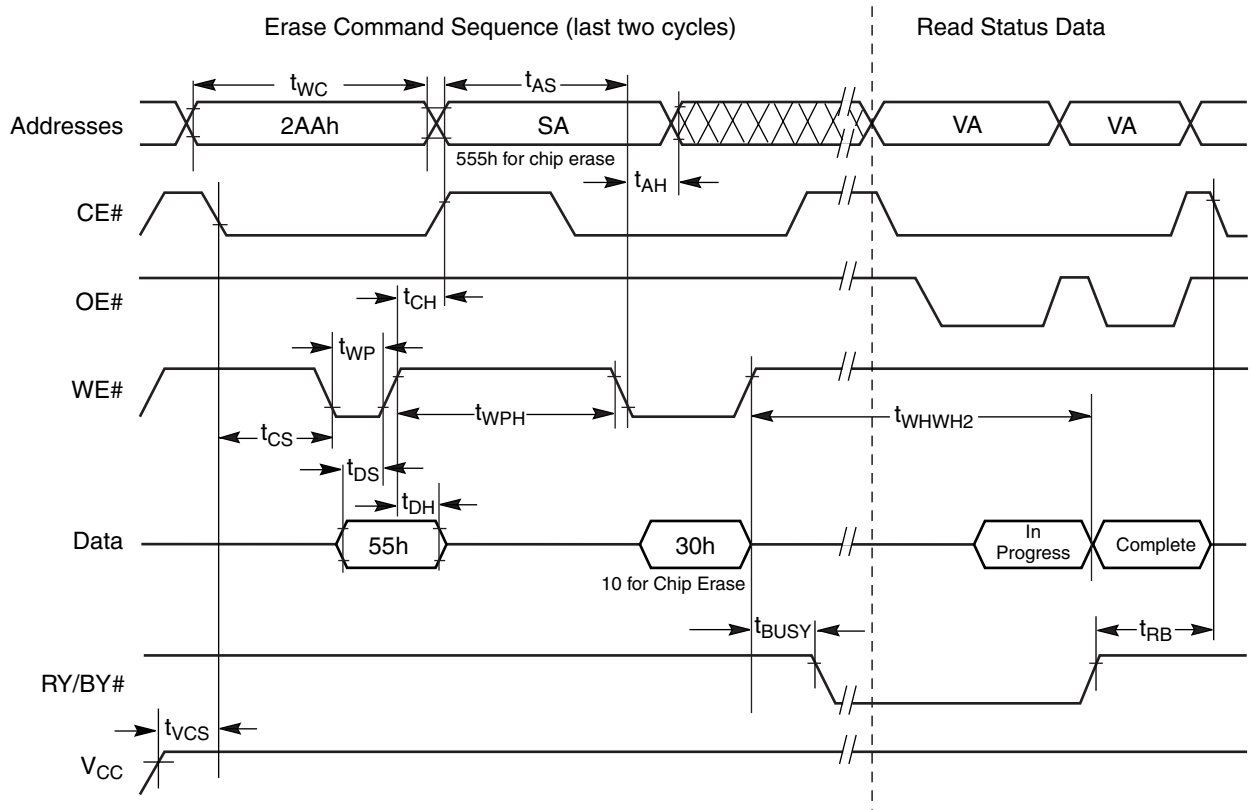 Erase Command Sequence (last two cycles) Read Status Data
tWC tAS
Addresses 2AAh SA VA VA
555h for chip erase
tAH
CE#
OE#
tCH
tWP
WE#
tWPH tWHWH2
tCS
tDS
tDH
Data 55h 30h In Progress Complete
10 for Chip Erase
tBUSY tRB
RY/BY#
tVCS
VCC